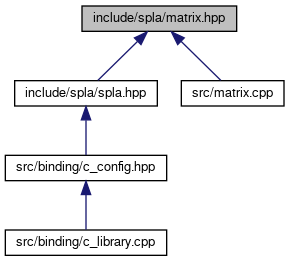 include/spla/matrix.hpp
include/spla/spla.hpp
src/matrix.cpp
src/binding/c_config.hpp
src/binding/c_library.cpp